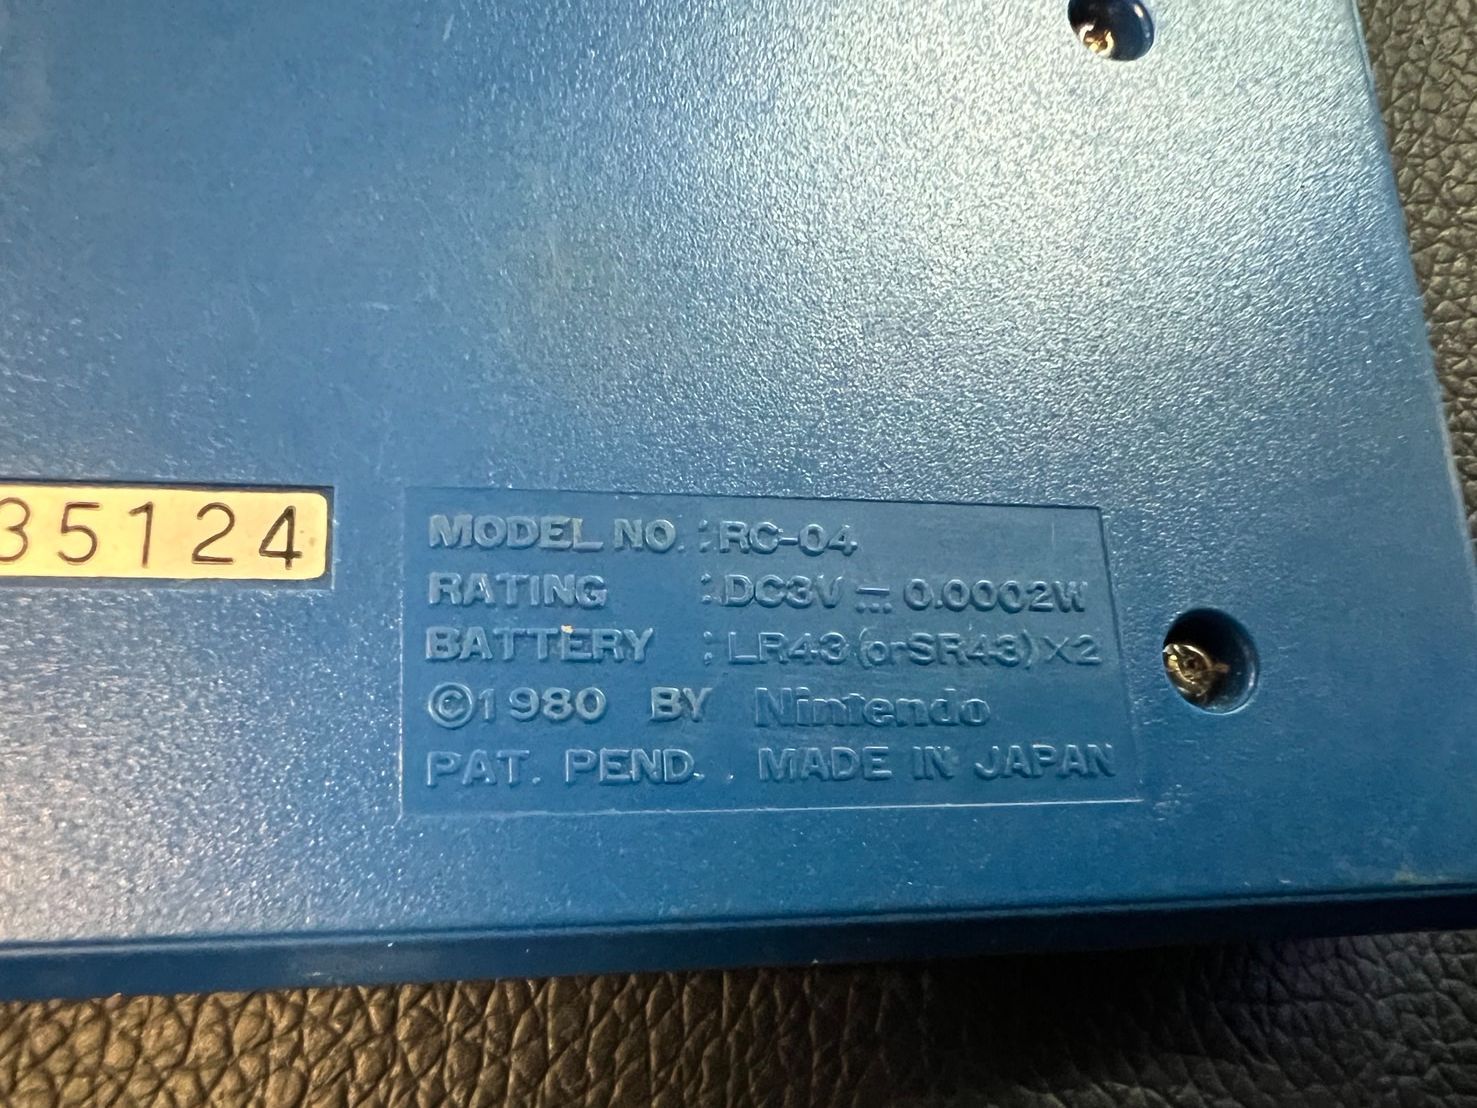 35124
MODEL NO. : RC-04
RATING : DC3V ⎓ 0.0002W
BATTERY : LR43 (or SR43) ×2
©1980 BY Nintendo
PAT. PEND. MADE IN JAPAN